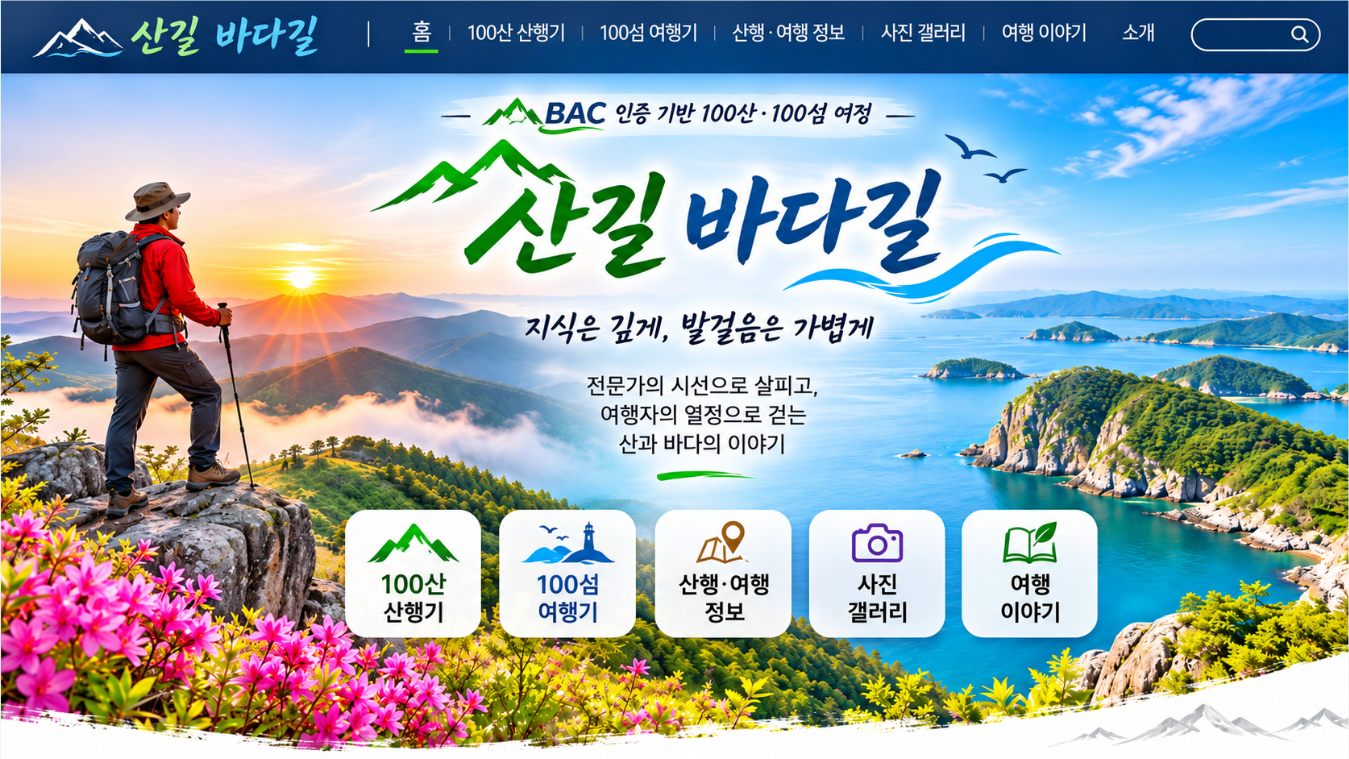 산길 바다길
홈
100산 산행기
100섬 여행기
산행·여행 정보
사진 갤러리
여행 이야기
소개
BAC 인증 기반 100산·100섬 여정
산길 바다길
지식은 깊게, 발걸음은 가볍게
전문가의 시선으로 살피고,
여행자의 열정으로 걷는
산과 바다의 이야기
100산
산행기
100섬
여행기
산행·여행
정보
사진
갤러리
여행
이야기